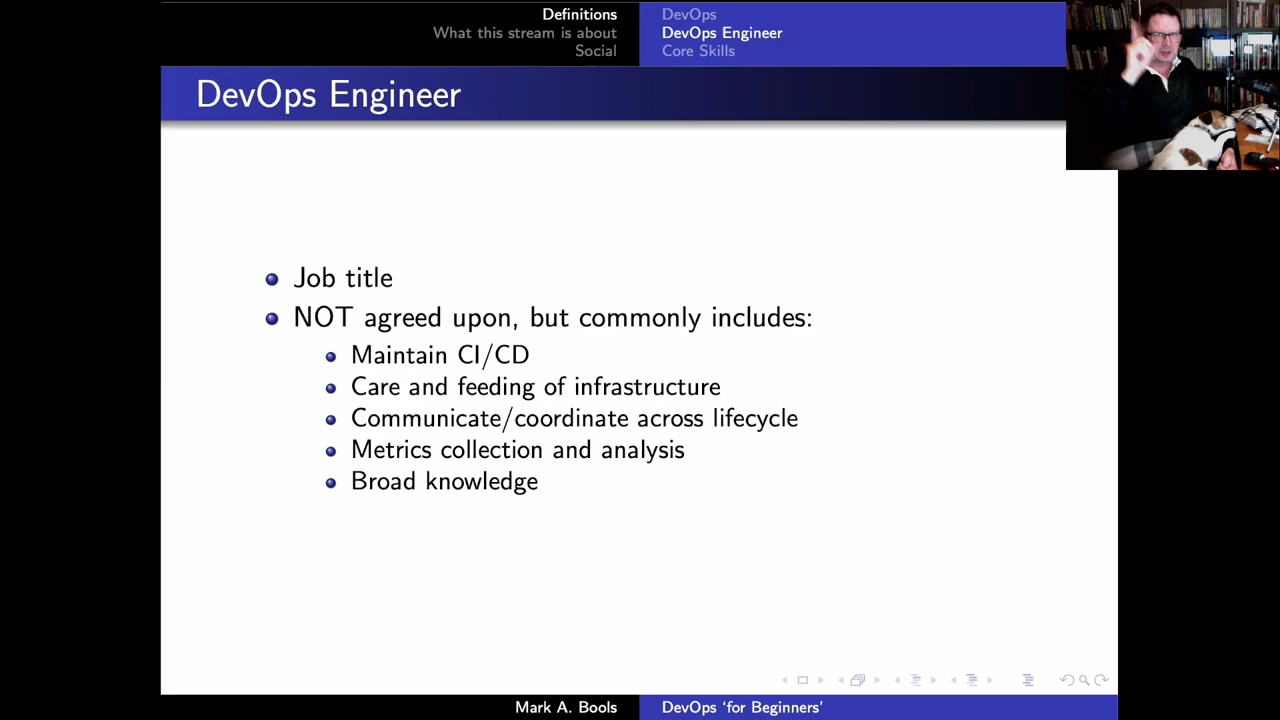 Definitions
What this stream is about
Social
DevOps
DevOps Engineer
Core Skills
DevOps Engineer
Job title
NOT agreed upon, but commonly includes:
Maintain CI/CD
Care and feeding of infrastructure
Communicate/coordinate across lifecycle
Metrics collection and analysis
Broad knowledge
Mark A. Bools
DevOps ‘for Beginners’